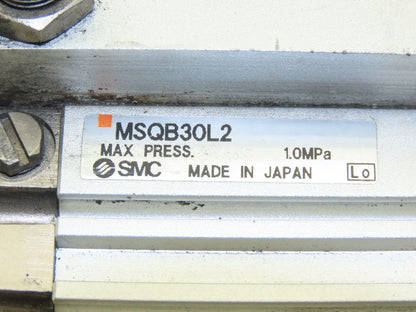 MSQB30L2
MAX PRESS. 1.0MPa
SMC MADE IN JAPAN Lo